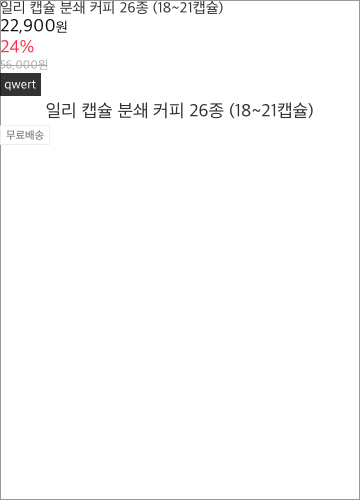 일리 캡슐 분쇄 커피 26종 (18~21캡슐)
22,900원
24%
56,000원
qwert
일리 캡슐 분쇄 커피 26종 (18~21캡슐)
무료배송